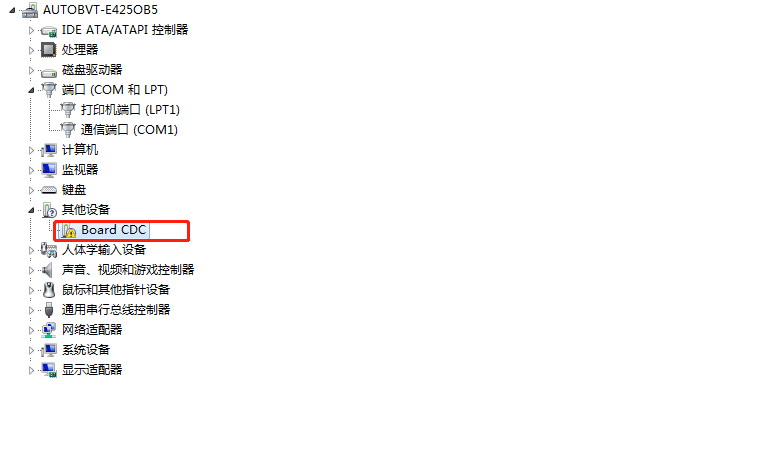 AUTOBVT-E425OB5
IDE ATA/ATAPI 控制器
处理器
磁盘驱动器
端口 (COM 和 LPT)
打印机端口 (LPT1)
通信端口 (COM1)
计算机
监视器
键盘
其他设备
Board CDC
人体学输入设备
声音、视频和游戏控制器
鼠标和其他指针设备
通用串行总线控制器
网络适配器
系统设备
显示适配器